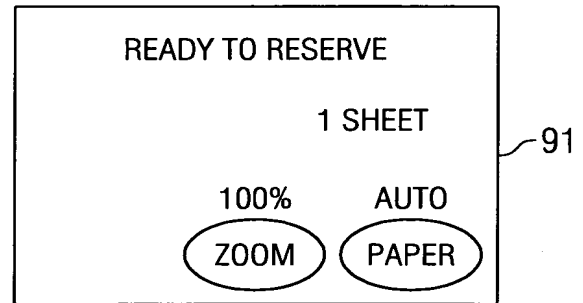 READY TO RESERVE
1 SHEET
91
100% AUTO
ZOOM PAPER